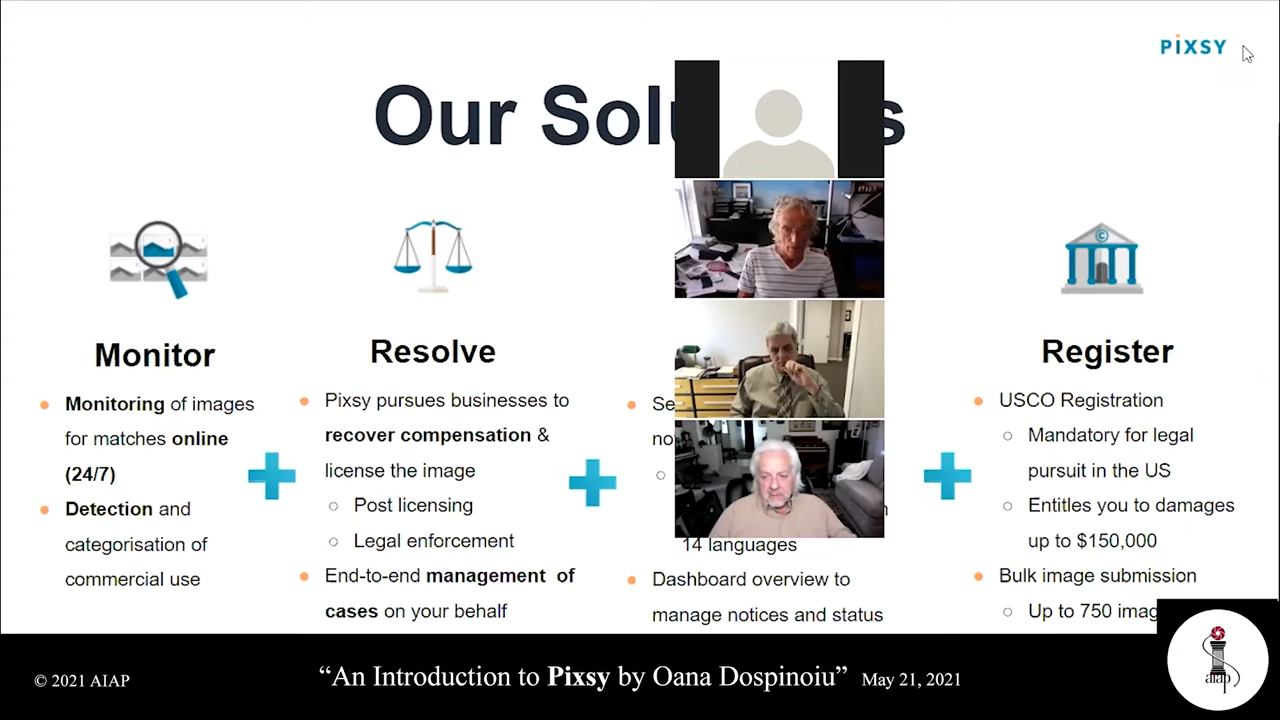 PIXSY
Our Sol s
Monitor
Monitoring of images
for matches online
(24/7)
Detection and
categorisation of
commercial use
Resolve
Pixsy pursues businesses to
recover compensation &
license the image
Post licensing
Legal enforcement
End-to-end management of
cases on your behalf
14 languages
Dashboard overview to
manage notices and status
Register
USCO Registration
Mandatory for legal
pursuit in the US
Entitles you to damages
up to $150,000
Bulk image submission
Up to 750
© 2021 AIAP
“An Introduction to Pixsy by Oana Dospinoiu” May 21, 2021
aiap